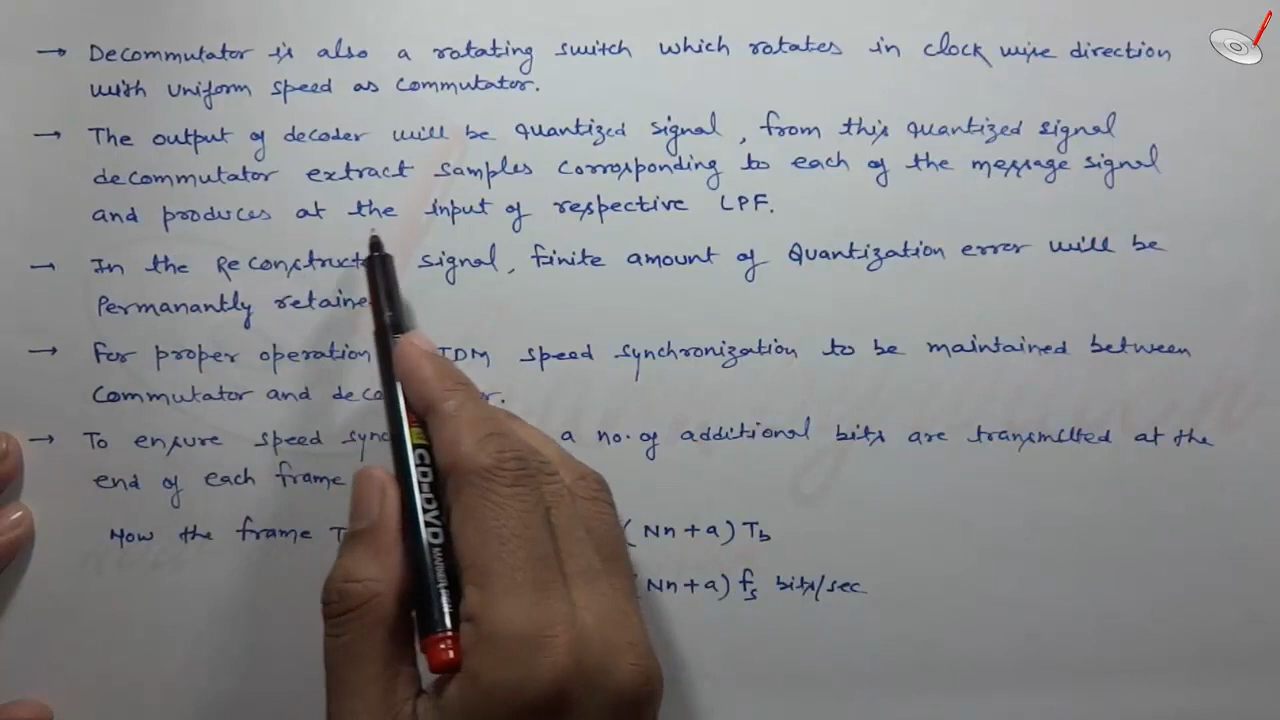 → Decommutator is also a rotating switch which rotates in clock wise direction
with uniform speed as commutator.
→ The output of decoder will be quantized signal, from this quantized signal
decommutator extract samples corrosponding to each of the message signal
and produces at the input of respective LPF.
→ In the Reconstructe signal, finite amount of Quantization error will be
Permanantly retaine
→ For proper operation TDM speed synchronization to be maintained between
Commutator and deco r.
→ To ensure speed sync a no. of additional bits are transmitted at the
end of each frame
Now the frame T (Nn + a) Tb
(Nn + a) fs bits/sec
CD-DVD MARKER